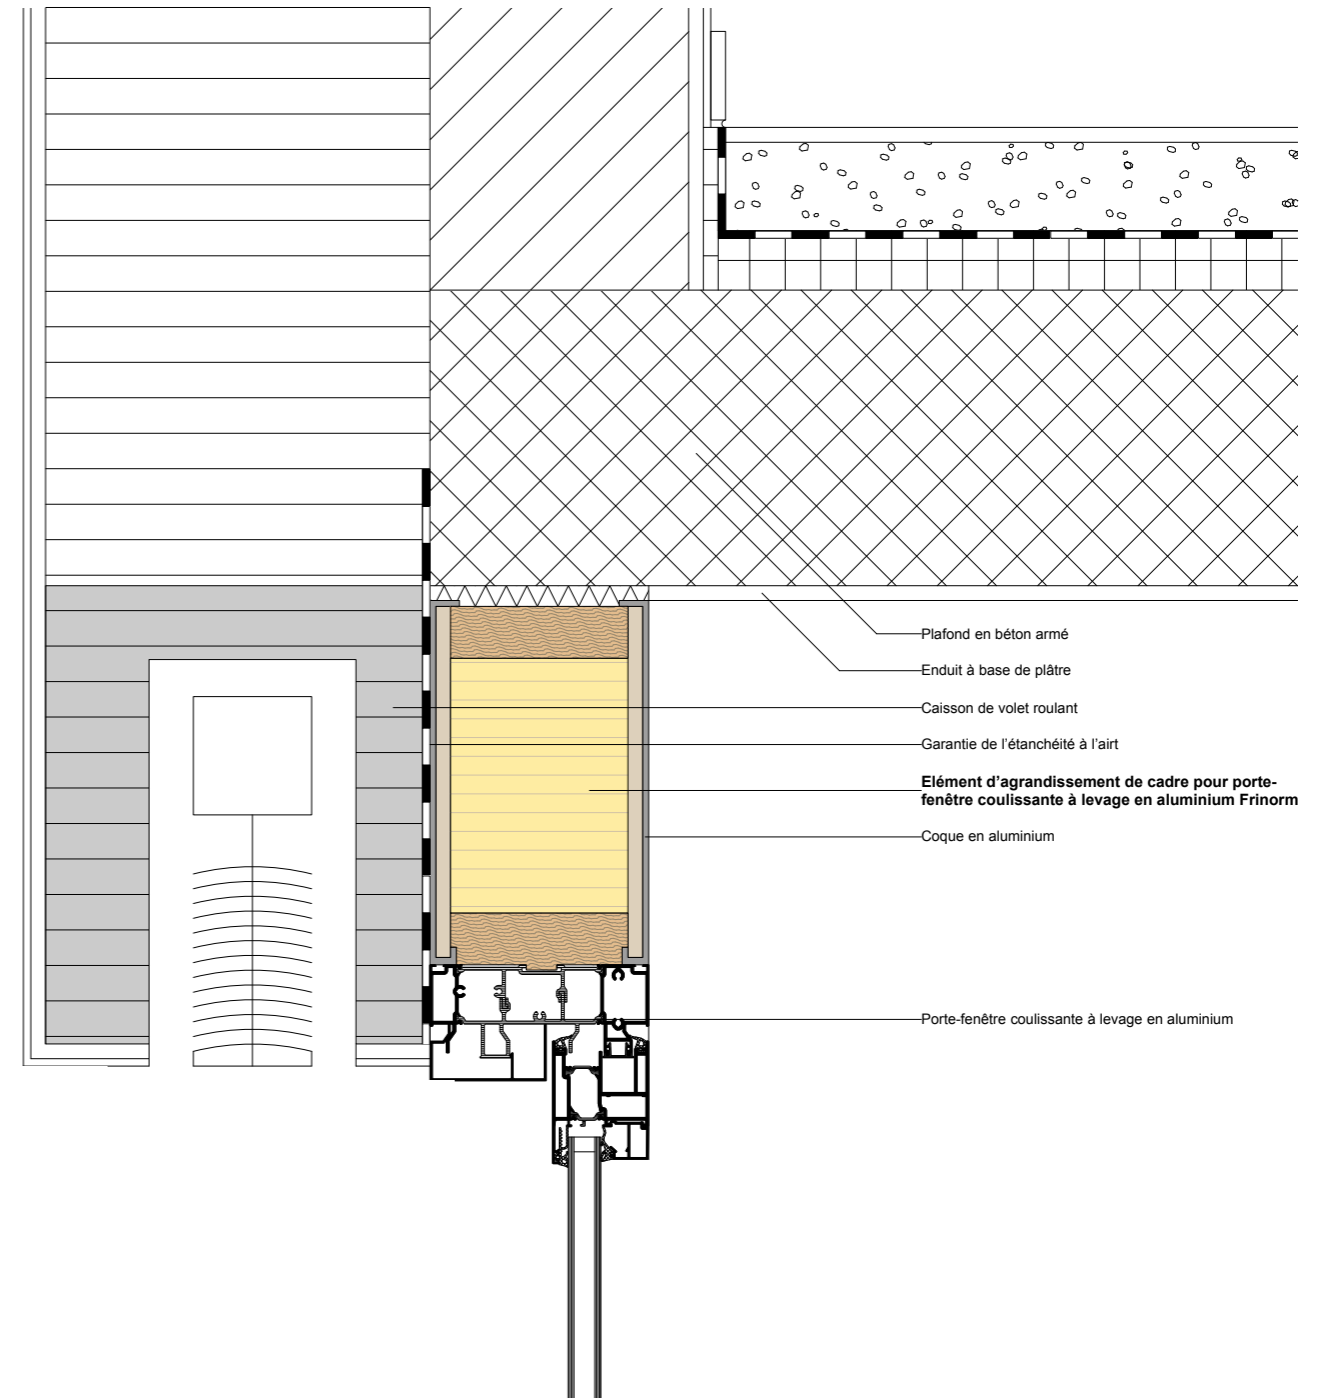 Plafond en béton armé
Enduit à base de plâtre
Caisson de volet roulant
Garantie de l’étanchéité à l’airt
Elément d’agrandissement de cadre pour porte-
fenêtre coulissante à levage en aluminium Frinorm
Coque en aluminium
Porte-fenêtre coulissante à levage en aluminium